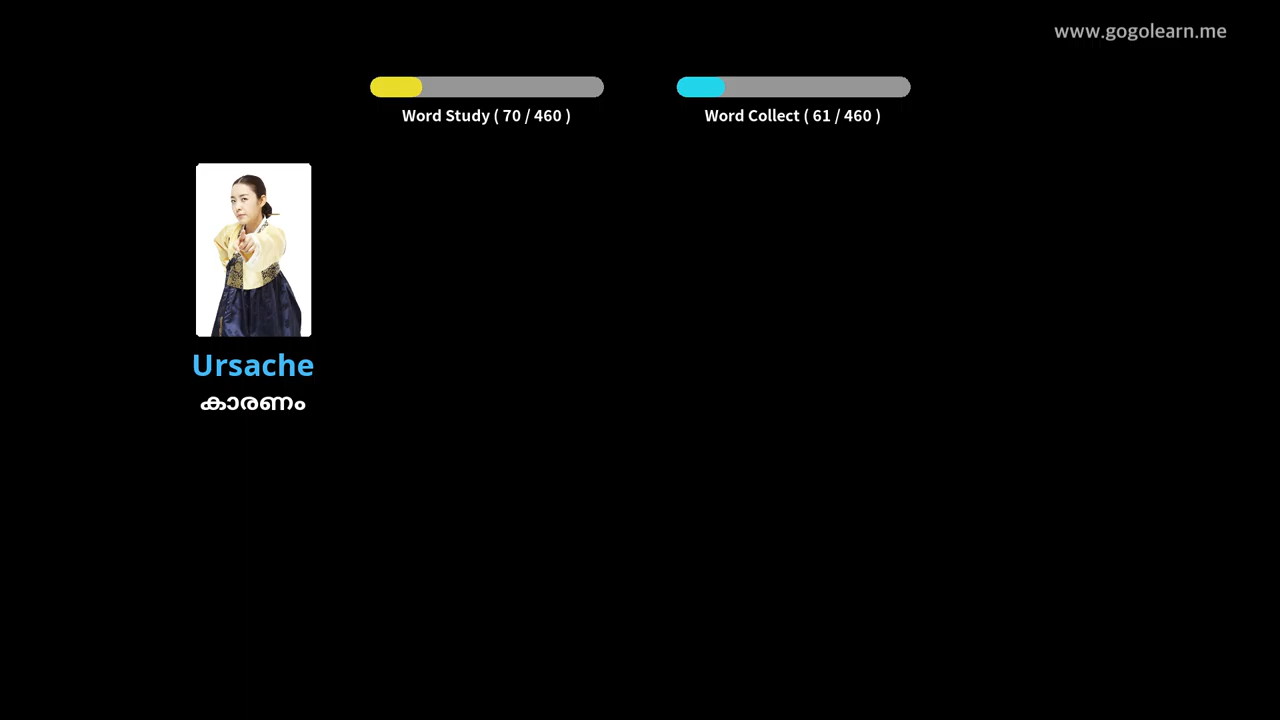 www.gogolearn.me
Word Study ( 70 / 460 )
Word Collect ( 61 / 460 )
Ursache
കാരണം